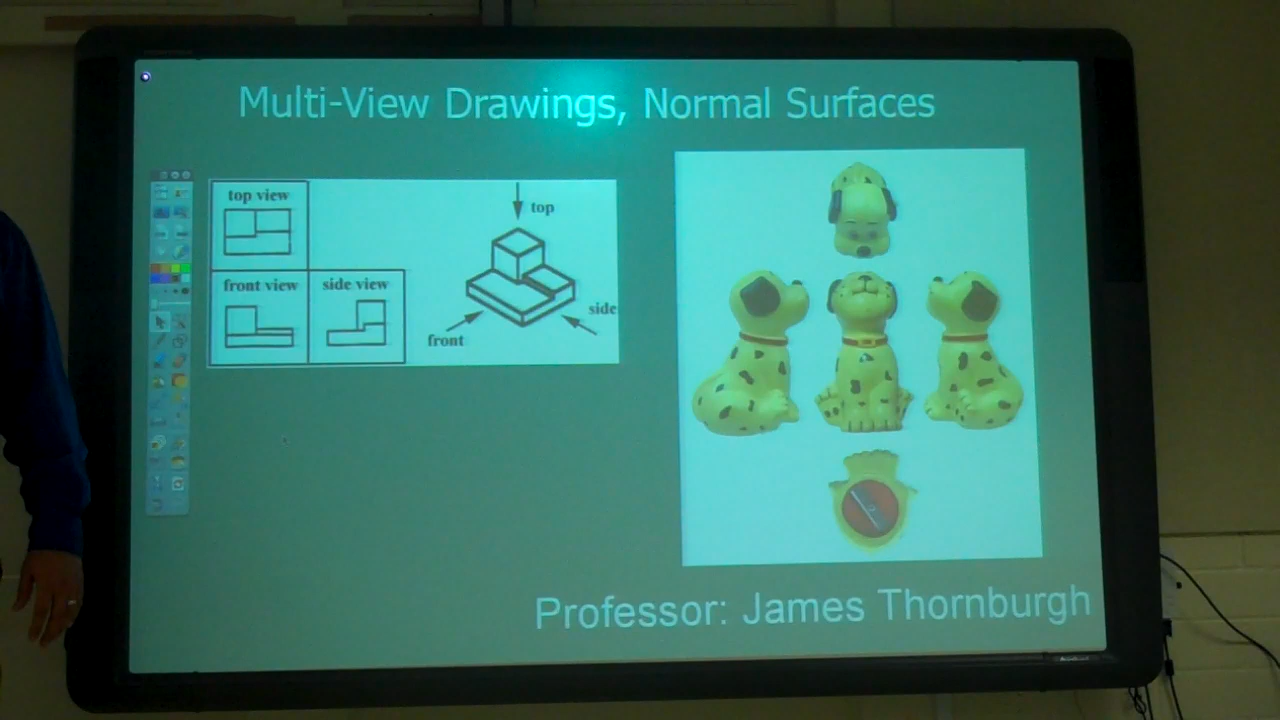 Multi-View Drawings, Normal Surfaces
top view
top
front view
side view
side
front
Professor: James Thornburgh